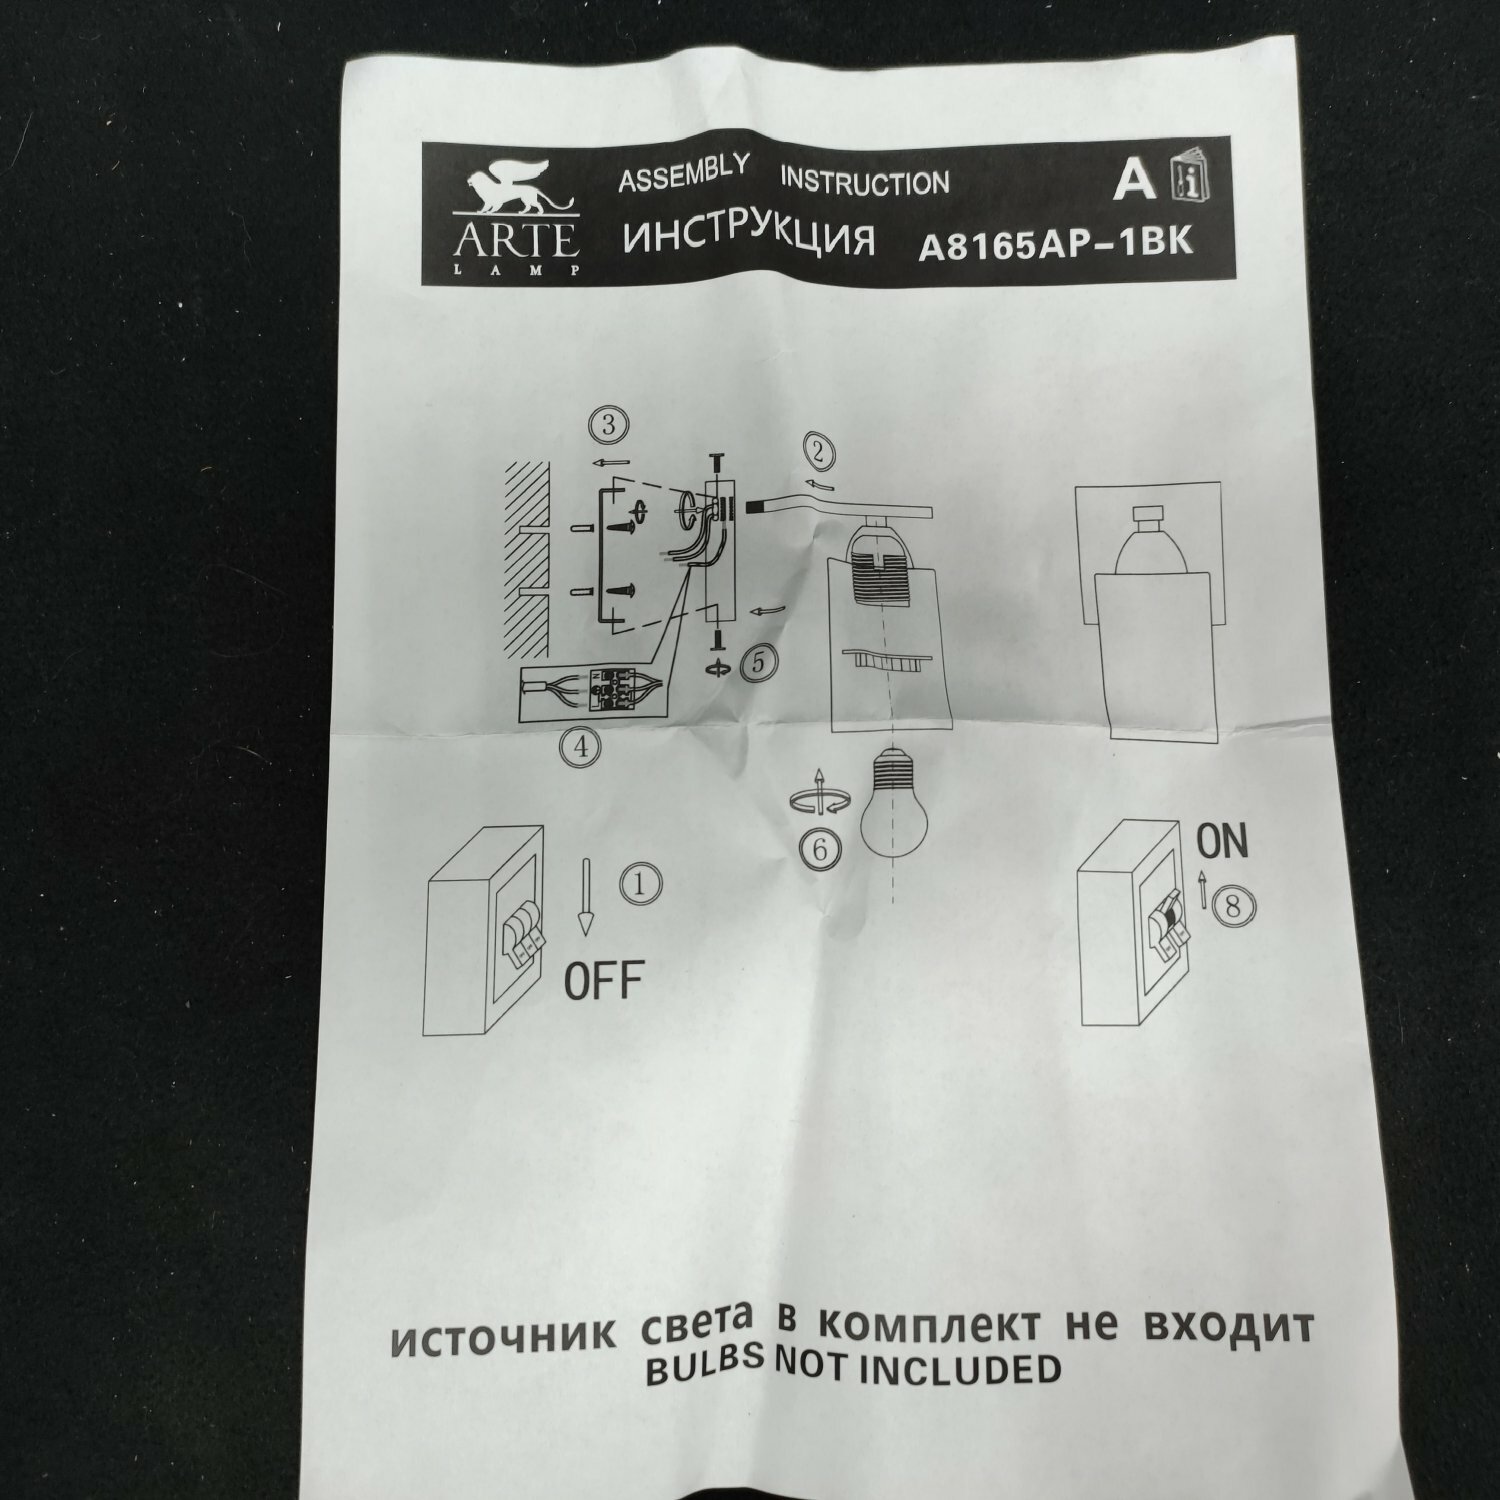 ARTE
LAMP
ASSEMBLY INSTRUCTION
A i
ИНСТРУКЦИЯ A8165AP-1BK
3
2
5
4
6
1
OFF
ON
8
источник света в комплект не входит
BULBS NOT INCLUDED